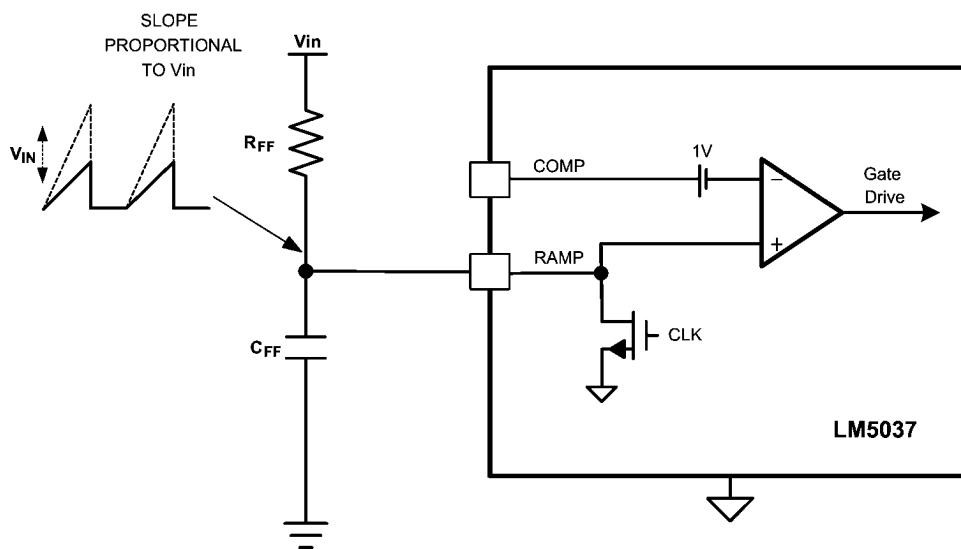 SLOPE
PROPORTIONAL
TO Vin
Vin
VIN
RFF
COMP
1V
−
Gate
Drive
RAMP
+
CFF
CLK
LM5037